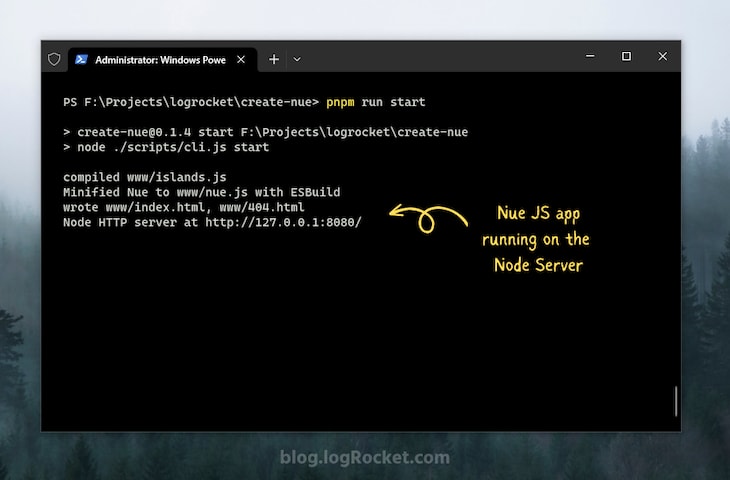 Administrator: Windows Powe
PS F:\Projects\logrocket\create-nue> pnpm run start
> create-nue@0.1.4 start F:\Projects\logrocket\create-nue
> node ./scripts/cli.js start
compiled www/islands.js
Minified Nue to www/nue.js with ESBuild
wrote www/index.html, www/404.html
Node HTTP server at http://127.0.0.1:8080/
Nue JS app
running on the
Node Server
blog.logRocket.com